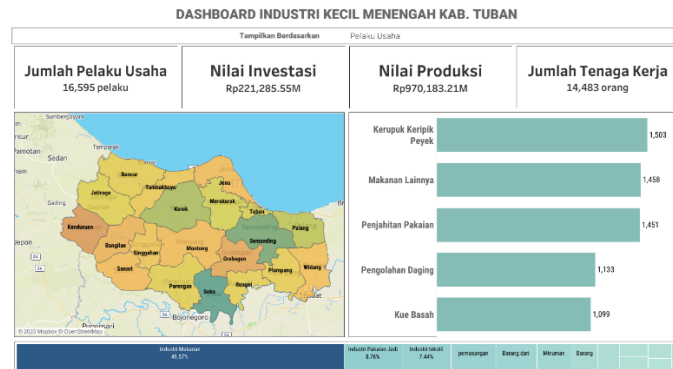 DASHBOARD INDUSTRI KECIL MENENGAH KAB. TUBAN
Tampilkan Berdasarkan Pelaku Usaha
Jumlah Pelaku Usaha
16,595 pelaku
Nilai Investasi
Rp221,285.55M
Nilai Produksi
Rp970,183.21M
Jumlah Tenaga Kerja
14,483 orang
Sedan
Gading
Bancar
Tambakboyo
Jenu
Jatirogo
Kerek
Merakurak
Tuban
Palang
Semanding
Kenduruan
Bangilan
Singgahan
Montong
Grabagan
Widang
Plumpang
Senori
Parengan
Soko
Rengel
Bojonegoro
© 2023 Mapbox © OpenStreetMap
Kerupuk Keripik
Peyek
1,503
Makanan Lainnya
1,458
Penjahitan Pakaian
1,451
Pengolahan Daging
1,133
Kue Basah
1,099
Industri Makanan
49.57%
Industri Pakaian Jadi
8.76%
Industri tekstil
7.44%
pemasangan
Barang dari
Minuman
Barang